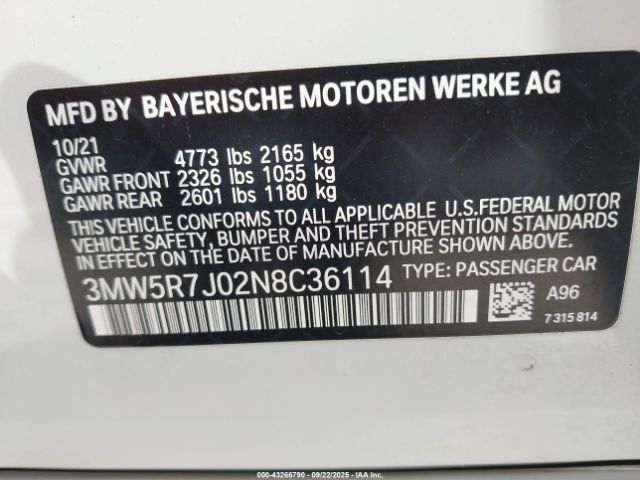 MFD BY BAYERISCHE MOTOREN WERKE AG
10/21
GVWR 4773 lbs 2165 kg
GAWR FRONT 2326 lbs 1055 kg
GAWR REAR 2601 lbs 1180 kg
THIS VEHICLE CONFORMS TO ALL APPLICABLE U.S.FEDERAL MOTOR
VEHICLE SAFETY, BUMPER AND THEFT PREVENTION STANDARDS
IN EFFECT ON THE DATE OF MANUFACTURE SHOWN ABOVE.
3MW5R7J02N8C36114 TYPE: PASSENGER CAR
A96
7 315 814
000-43266790 - 09/22/2025 - IAA Inc.